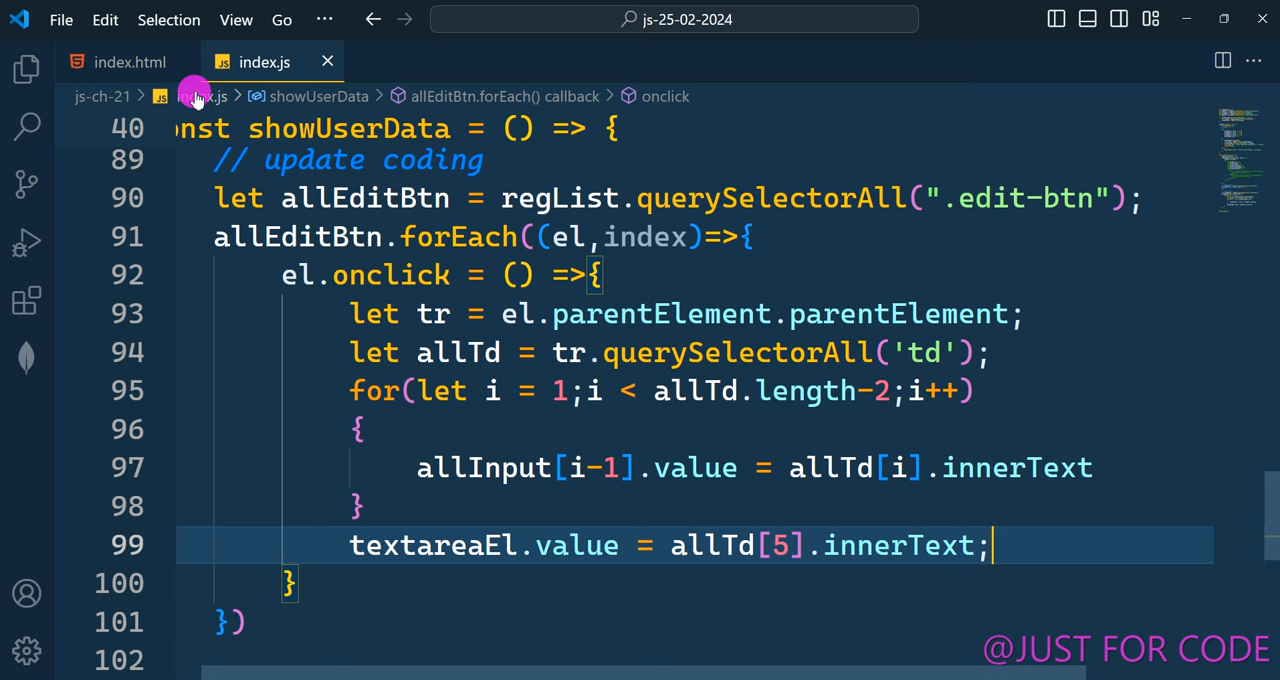 File Edit Selection View Go ··· js-25-02-2024
index.html index.js
js-ch-21 > JS > showUserData > allEditBtn.forEach() callback > onclick
40 onst showUserData = () => {
89 // update coding
90 let allEditBtn = regList.querySelectorAll(".edit-btn");
91 allEditBtn.forEach((el,index)=>{
92 el.onclick = () =>{
93 let tr = el.parentElement.parentElement;
94 let allTd = tr.querySelectorAll('td');
95 for(let i = 1;i < allTd.length-2;i++)
96 {
97 allInput[i-1].value = allTd[i].innerText
98 }
99 textareaEl.value = allTd[5].innerText;
100 }
101 })
102
@JUST FOR CODE